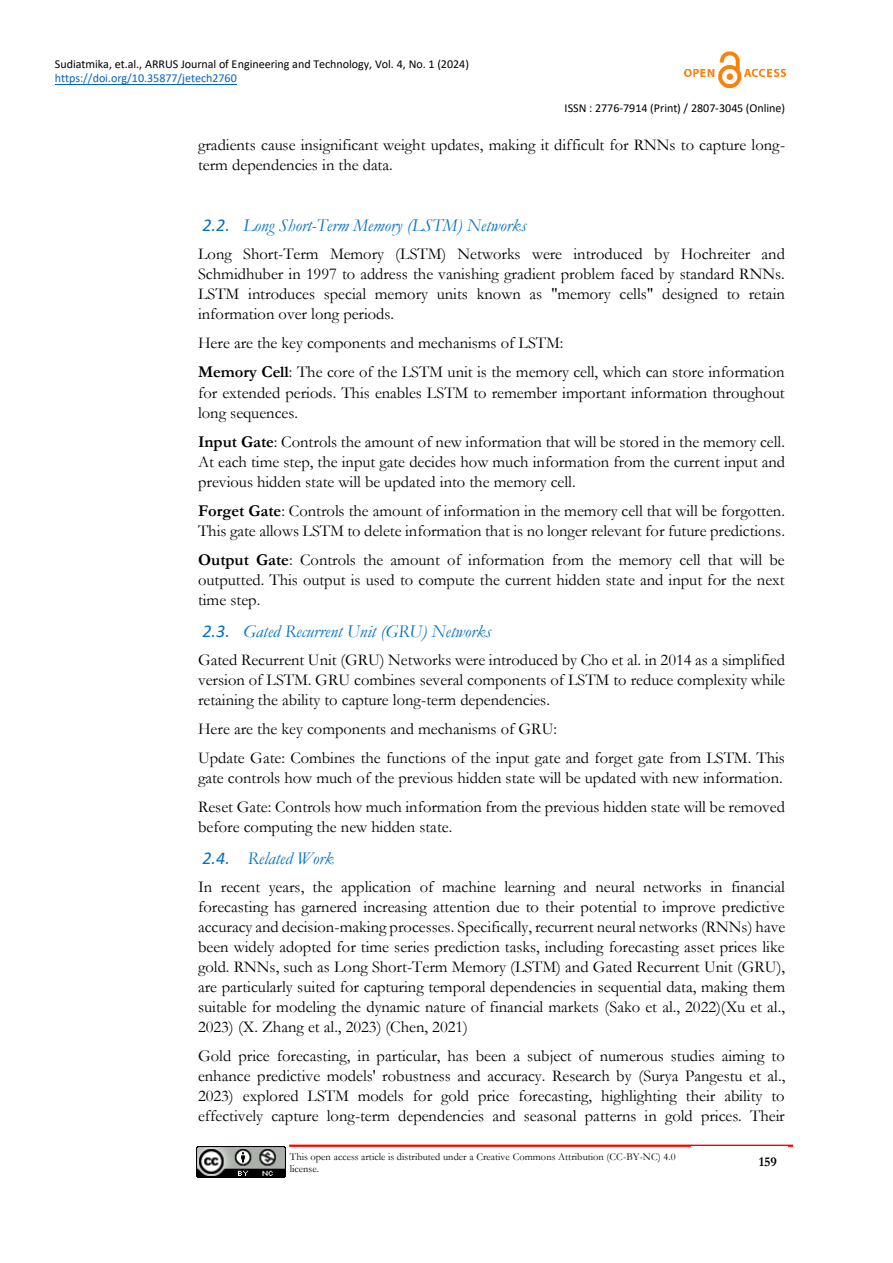 Sudiatmika, et.al., ARRUS Journal of Engineering and Technology, Vol. 4, No. 1 (2024)
https://doi.org/10.35877/jetech2760
OPEN ACCESS
ISSN : 2776-7914 (Print) / 2807-3045 (Online)
gradients cause insignificant weight updates, making it difficult for RNNs to capture long-
term dependencies in the data.
2.2. Long Short-Term Memory (LSTM) Networks
Long Short-Term Memory (LSTM) Networks were introduced by Hochreiter and
Schmidhuber in 1997 to address the vanishing gradient problem faced by standard RNNs.
LSTM introduces special memory units known as "memory cells" designed to retain
information over long periods.
Here are the key components and mechanisms of LSTM:
Memory Cell: The core of the LSTM unit is the memory cell, which can store information
for extended periods. This enables LSTM to remember important information throughout
long sequences.
Input Gate: Controls the amount of new information that will be stored in the memory cell.
At each time step, the input gate decides how much information from the current input and
previous hidden state will be updated into the memory cell.
Forget Gate: Controls the amount of information in the memory cell that will be forgotten.
This gate allows LSTM to delete information that is no longer relevant for future predictions.
Output Gate: Controls the amount of information from the memory cell that will be
outputted. This output is used to compute the current hidden state and input for the next
time step.
2.3. Gated Recurrent Unit (GRU) Networks
Gated Recurrent Unit (GRU) Networks were introduced by Cho et al. in 2014 as a simplified
version of LSTM. GRU combines several components of LSTM to reduce complexity while
retaining the ability to capture long-term dependencies.
Here are the key components and mechanisms of GRU:
Update Gate: Combines the functions of the input gate and forget gate from LSTM. This
gate controls how much of the previous hidden state will be updated with new information.
Reset Gate: Controls how much information from the previous hidden state will be removed
before computing the new hidden state.
2.4. Related Work
In recent years, the application of machine learning and neural networks in financial
forecasting has garnered increasing attention due to their potential to improve predictive
accuracy and decision-making processes. Specifically, recurrent neural networks (RNNs) have
been widely adopted for time series prediction tasks, including forecasting asset prices like
gold. RNNs, such as Long Short-Term Memory (LSTM) and Gated Recurrent Unit (GRU),
are particularly suited for capturing temporal dependencies in sequential data, making them
suitable for modeling the dynamic nature of financial markets (Sako et al., 2022)(Xu et al.,
2023) (X. Zhang et al., 2023) (Chen, 2021)
Gold price forecasting, in particular, has been a subject of numerous studies aiming to
enhance predictive models' robustness and accuracy. Research by (Surya Pangestu et al.,
2023) explored LSTM models for gold price forecasting, highlighting their ability to
effectively capture long-term dependencies and seasonal patterns in gold prices. Their
cc BY NC
This open access article is distributed under a Creative Commons Attribution (CC-BY-NC) 4.0
license.
159